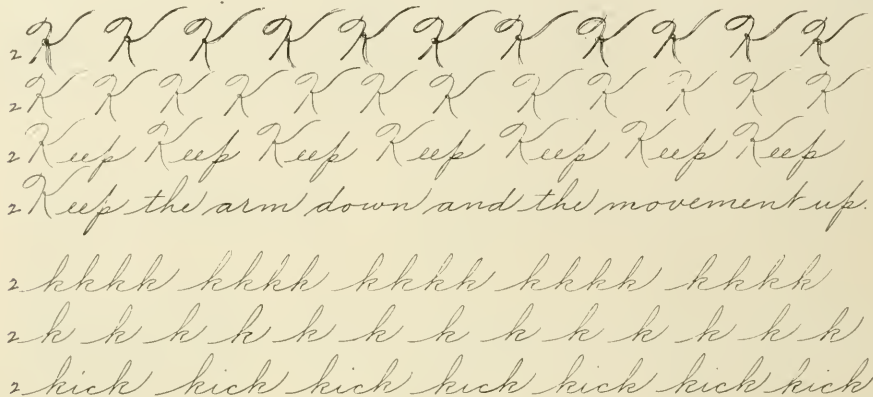 2 K K K K K K K K K K K
2 K K K K K K K K K K K K
2 Keep Keep Keep Keep Keep Keep Keep
2 Keep the arm down and the movement up.
2 kkkk kkkk kkkk kkkk kkkk
2 k k k k k k k k k k k k k
2 kick kick kick kick kick kick kick